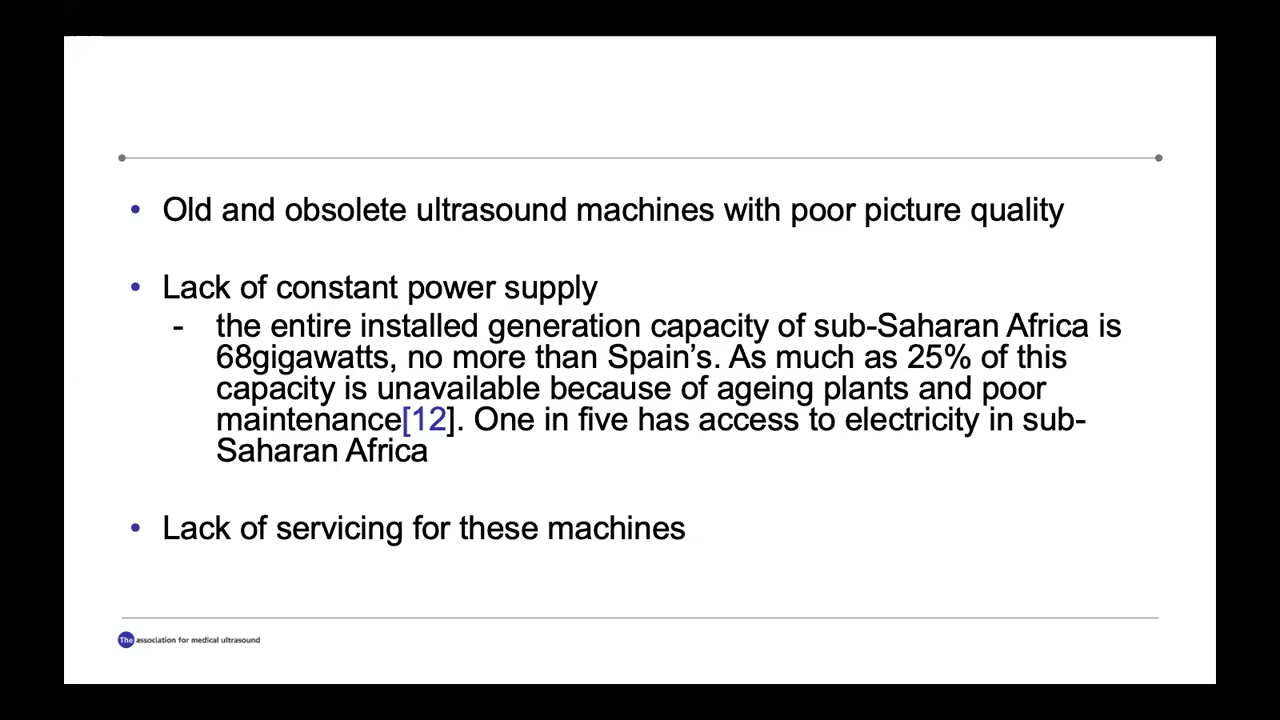 • Old and obsolete ultrasound machines with poor picture quality
• Lack of constant power supply
- the entire installed generation capacity of sub-Saharan Africa is
68gigawatts, no more than Spain’s. As much as 25% of this
capacity is unavailable because of ageing plants and poor
maintenance[12]. One in five has access to electricity in sub-
Saharan Africa
• Lack of servicing for these machines
The association for medical ultrasound